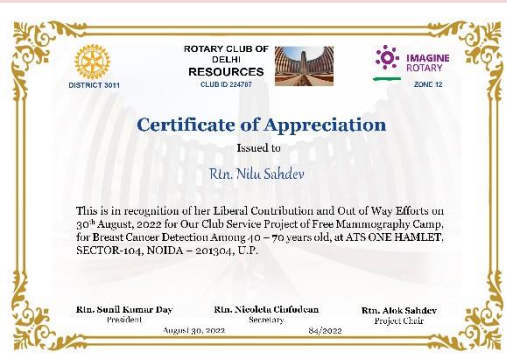 ROTARY CLUB OF
DELHI
RESOURCES
CLUB ID 224707
DISTRICT 3011
IMAGINE
ROTARY
ZONE 12
Certificate of Appreciation
Issued to
Rtn. Nilu Sahdev
This is in recognition of her Liberal Contribution and Out of Way Efforts on
30th August, 2022 for Our Club Service Project of Free Mammography Camp,
for Breast Cancer Detection Among 40 – 70 years old, at ATS ONE HAMLET,
SECTOR-104, NOIDA – 201304, U.P.
Rtn. Sunil Kumar Day Rtn. Nicoleta Ciufudean Rtn. Alok Sahdev
President Secretary Project Chair
August 30, 2022 84/2022